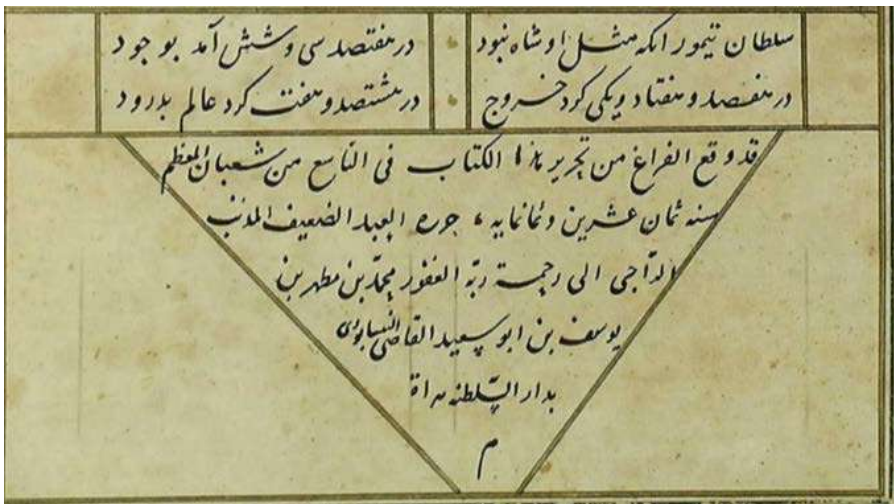 سلطان تیمور انکه مثل او شاه نبود
در هفتصد سی و شش آمد بوجود
در هفتصد و هفتاد و یکی کرد خروج
در هشتصد و هفت کرد عالم بدرود
قد وقع الفراغ من تحریر هذا الکتاب فی التاسع من شعبان المعظم
سنه ثمان عشرین و ثمانمایه حرره العبد الضعیف المذنب
الراجی الی رحمة ربه الغفور محمد بن مطهر بن
یوسف بن ابو سعید القاضی النیسابوری
بدار السلطنه هراة
م